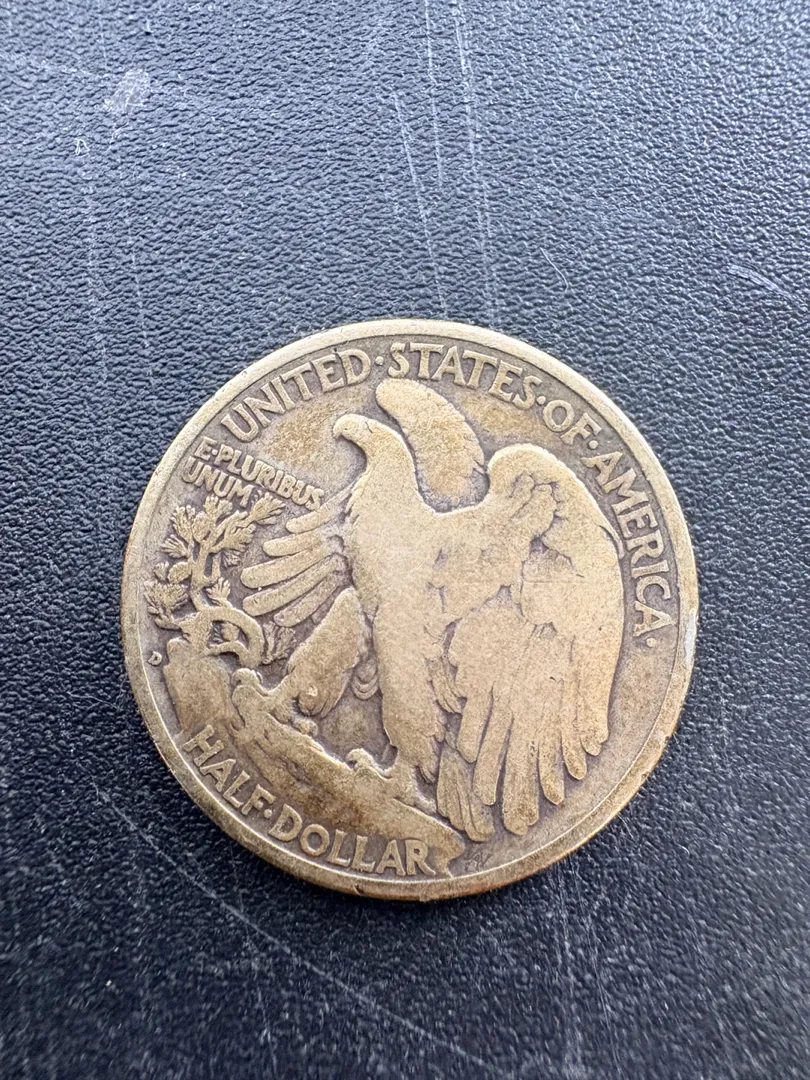 UNITED·STATES·OF·AMERICA·
E·PLURIBUS
UNUM
D
HALF·DOLLAR